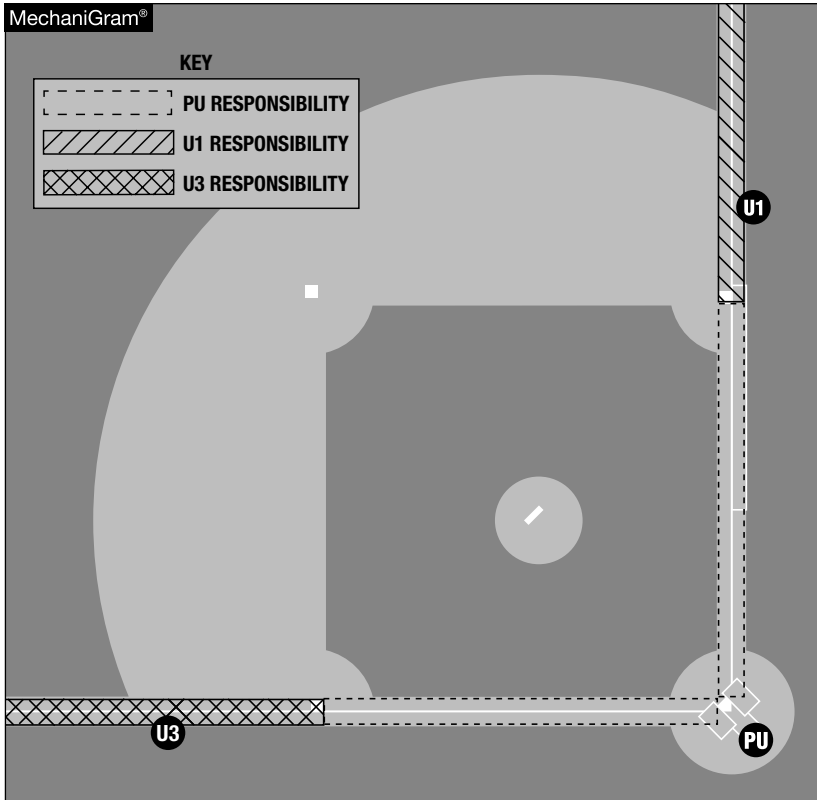 MechaniGram®
KEY
PU RESPONSIBILITY
U1 RESPONSIBILITY
U3 RESPONSIBILITY
U1
U3
PU